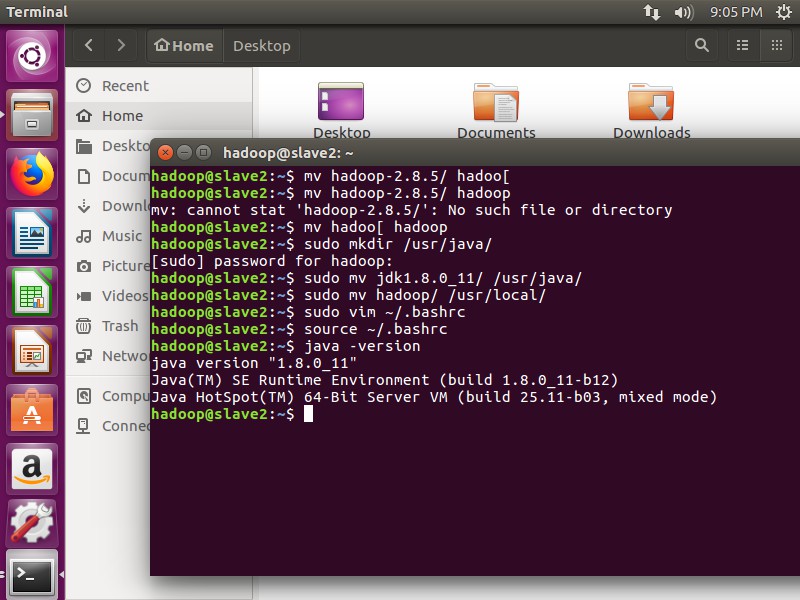 Terminal
9:05 PM
Home
Desktop
Recent
Home
Deskto
Docum
Downl
Music
Picture
Videos
Trash
Netwo
Compu
Connec
Desktop
Documents
Downloads
hadoop@slave2: ~
hadoop@slave2:~$ mv hadoop-2.8.5/ hadoo[
hadoop@slave2:~$ mv hadoop-2.8.5/ hadoop
mv: cannot stat 'hadoop-2.8.5/': No such file or directory
hadoop@slave2:~$ mv hadoo[ hadoop
hadoop@slave2:~$ sudo mkdir /usr/java/
[sudo] password for hadoop:
hadoop@slave2:~$ sudo mv jdk1.8.0_11/ /usr/java/
hadoop@slave2:~$ sudo mv hadoop/ /usr/local/
hadoop@slave2:~$ sudo vim ~/.bashrc
hadoop@slave2:~$ source ~/.bashrc
hadoop@slave2:~$ java -version
java version "1.8.0_11"
Java(TM) SE Runtime Environment (build 1.8.0_11-b12)
Java HotSpot(TM) 64-Bit Server VM (build 25.11-b03, mixed mode)
hadoop@slave2:~$